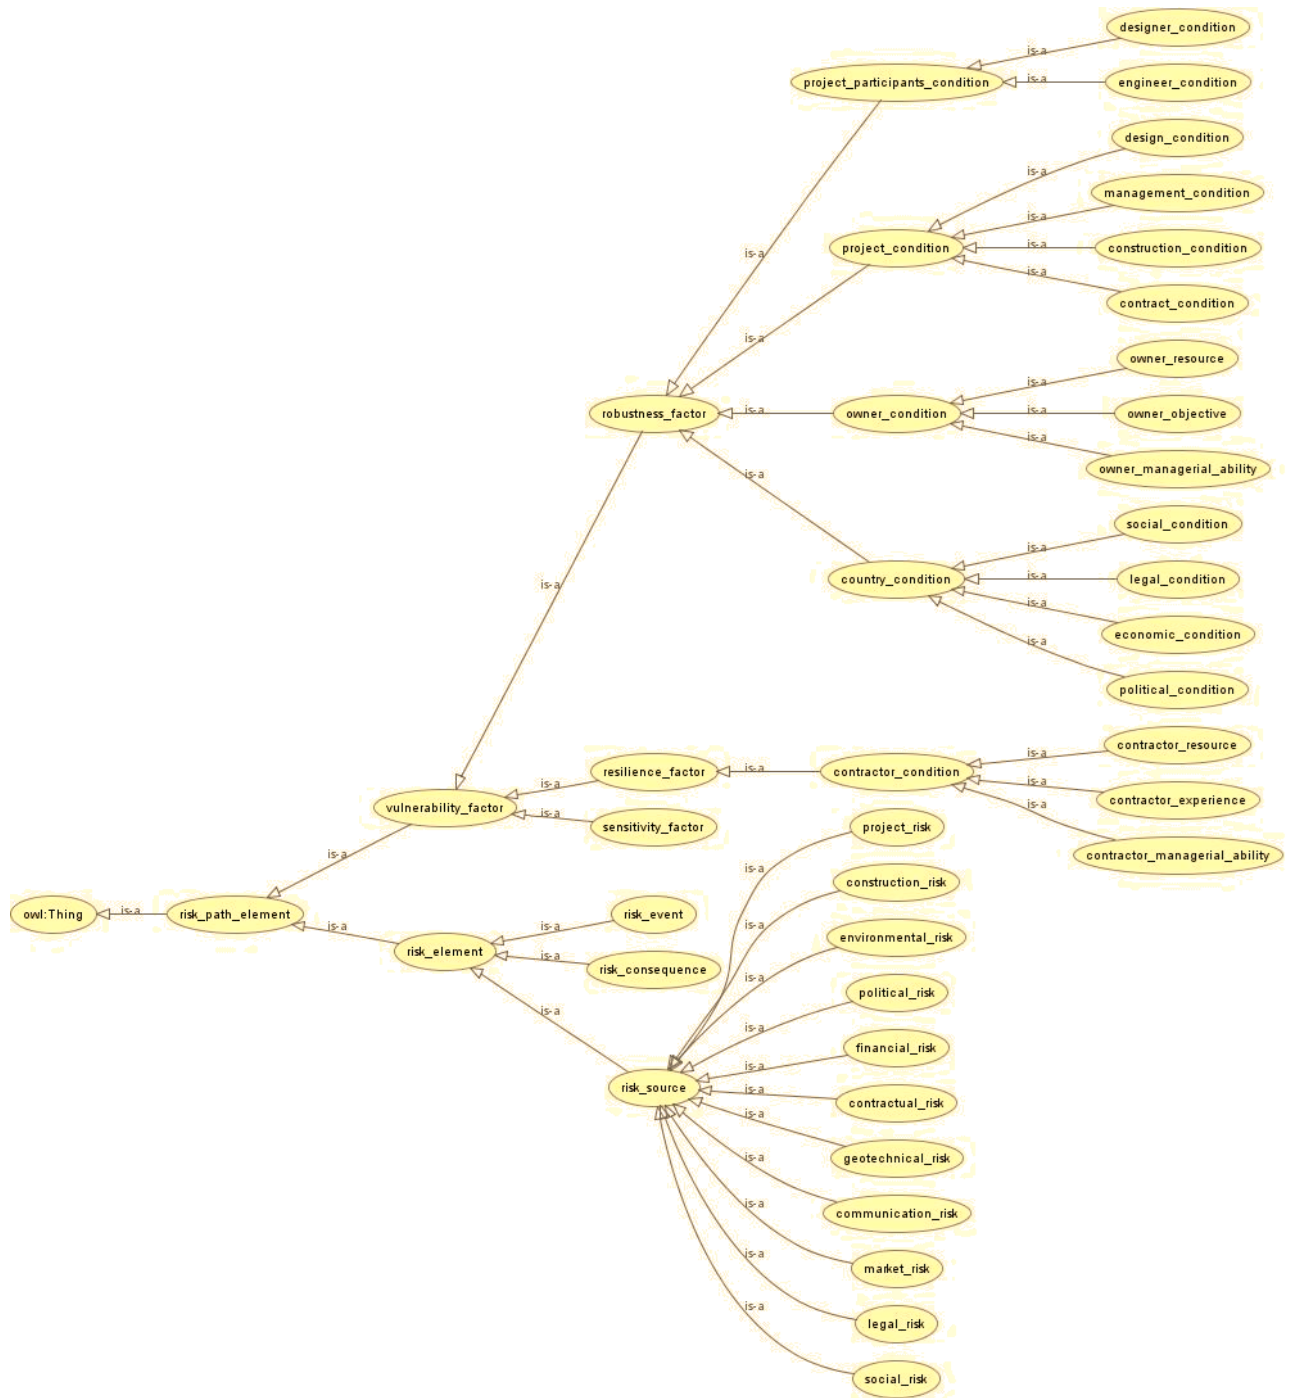 designer_condition
is-a
project_participants_condition
is-a
engineer_condition
design_condition
is-a
management_condition
is-a
is-a
project_condition
is-a
construction_condition
is-a
contract_condition
is-a
owner_resource
is-a
robustness_factor
is-a
owner_condition
owner_objective
is-a
owner_managerial_ability
is-a
social_condition
is-a
country_condition
is-a
legal_condition
is-a
is-a
economic_condition
is-a
political_condition
contractor_resource
is-a
resilience_factor
is-a
contractor_condition
is-a
is-a
contractor_experience
vulnerability_factor
is-a
is-a
sensitivity_factor
project_risk
is-a
contractor_managerial_ability
is-a
is-a
construction_risk
owl:Thing
is-a
risk_path_element
risk_event
is-a
is-a
is-a
environmental_risk
risk_element
is-a
risk_consequence
is-a
political_risk
is-a
is-a
financial_risk
is-a
risk_source
is-a
contractual_risk
is-a
geotechnical_risk
is-a
communication_risk
is-a
market_risk
is-a
legal_risk
is-a
social_risk